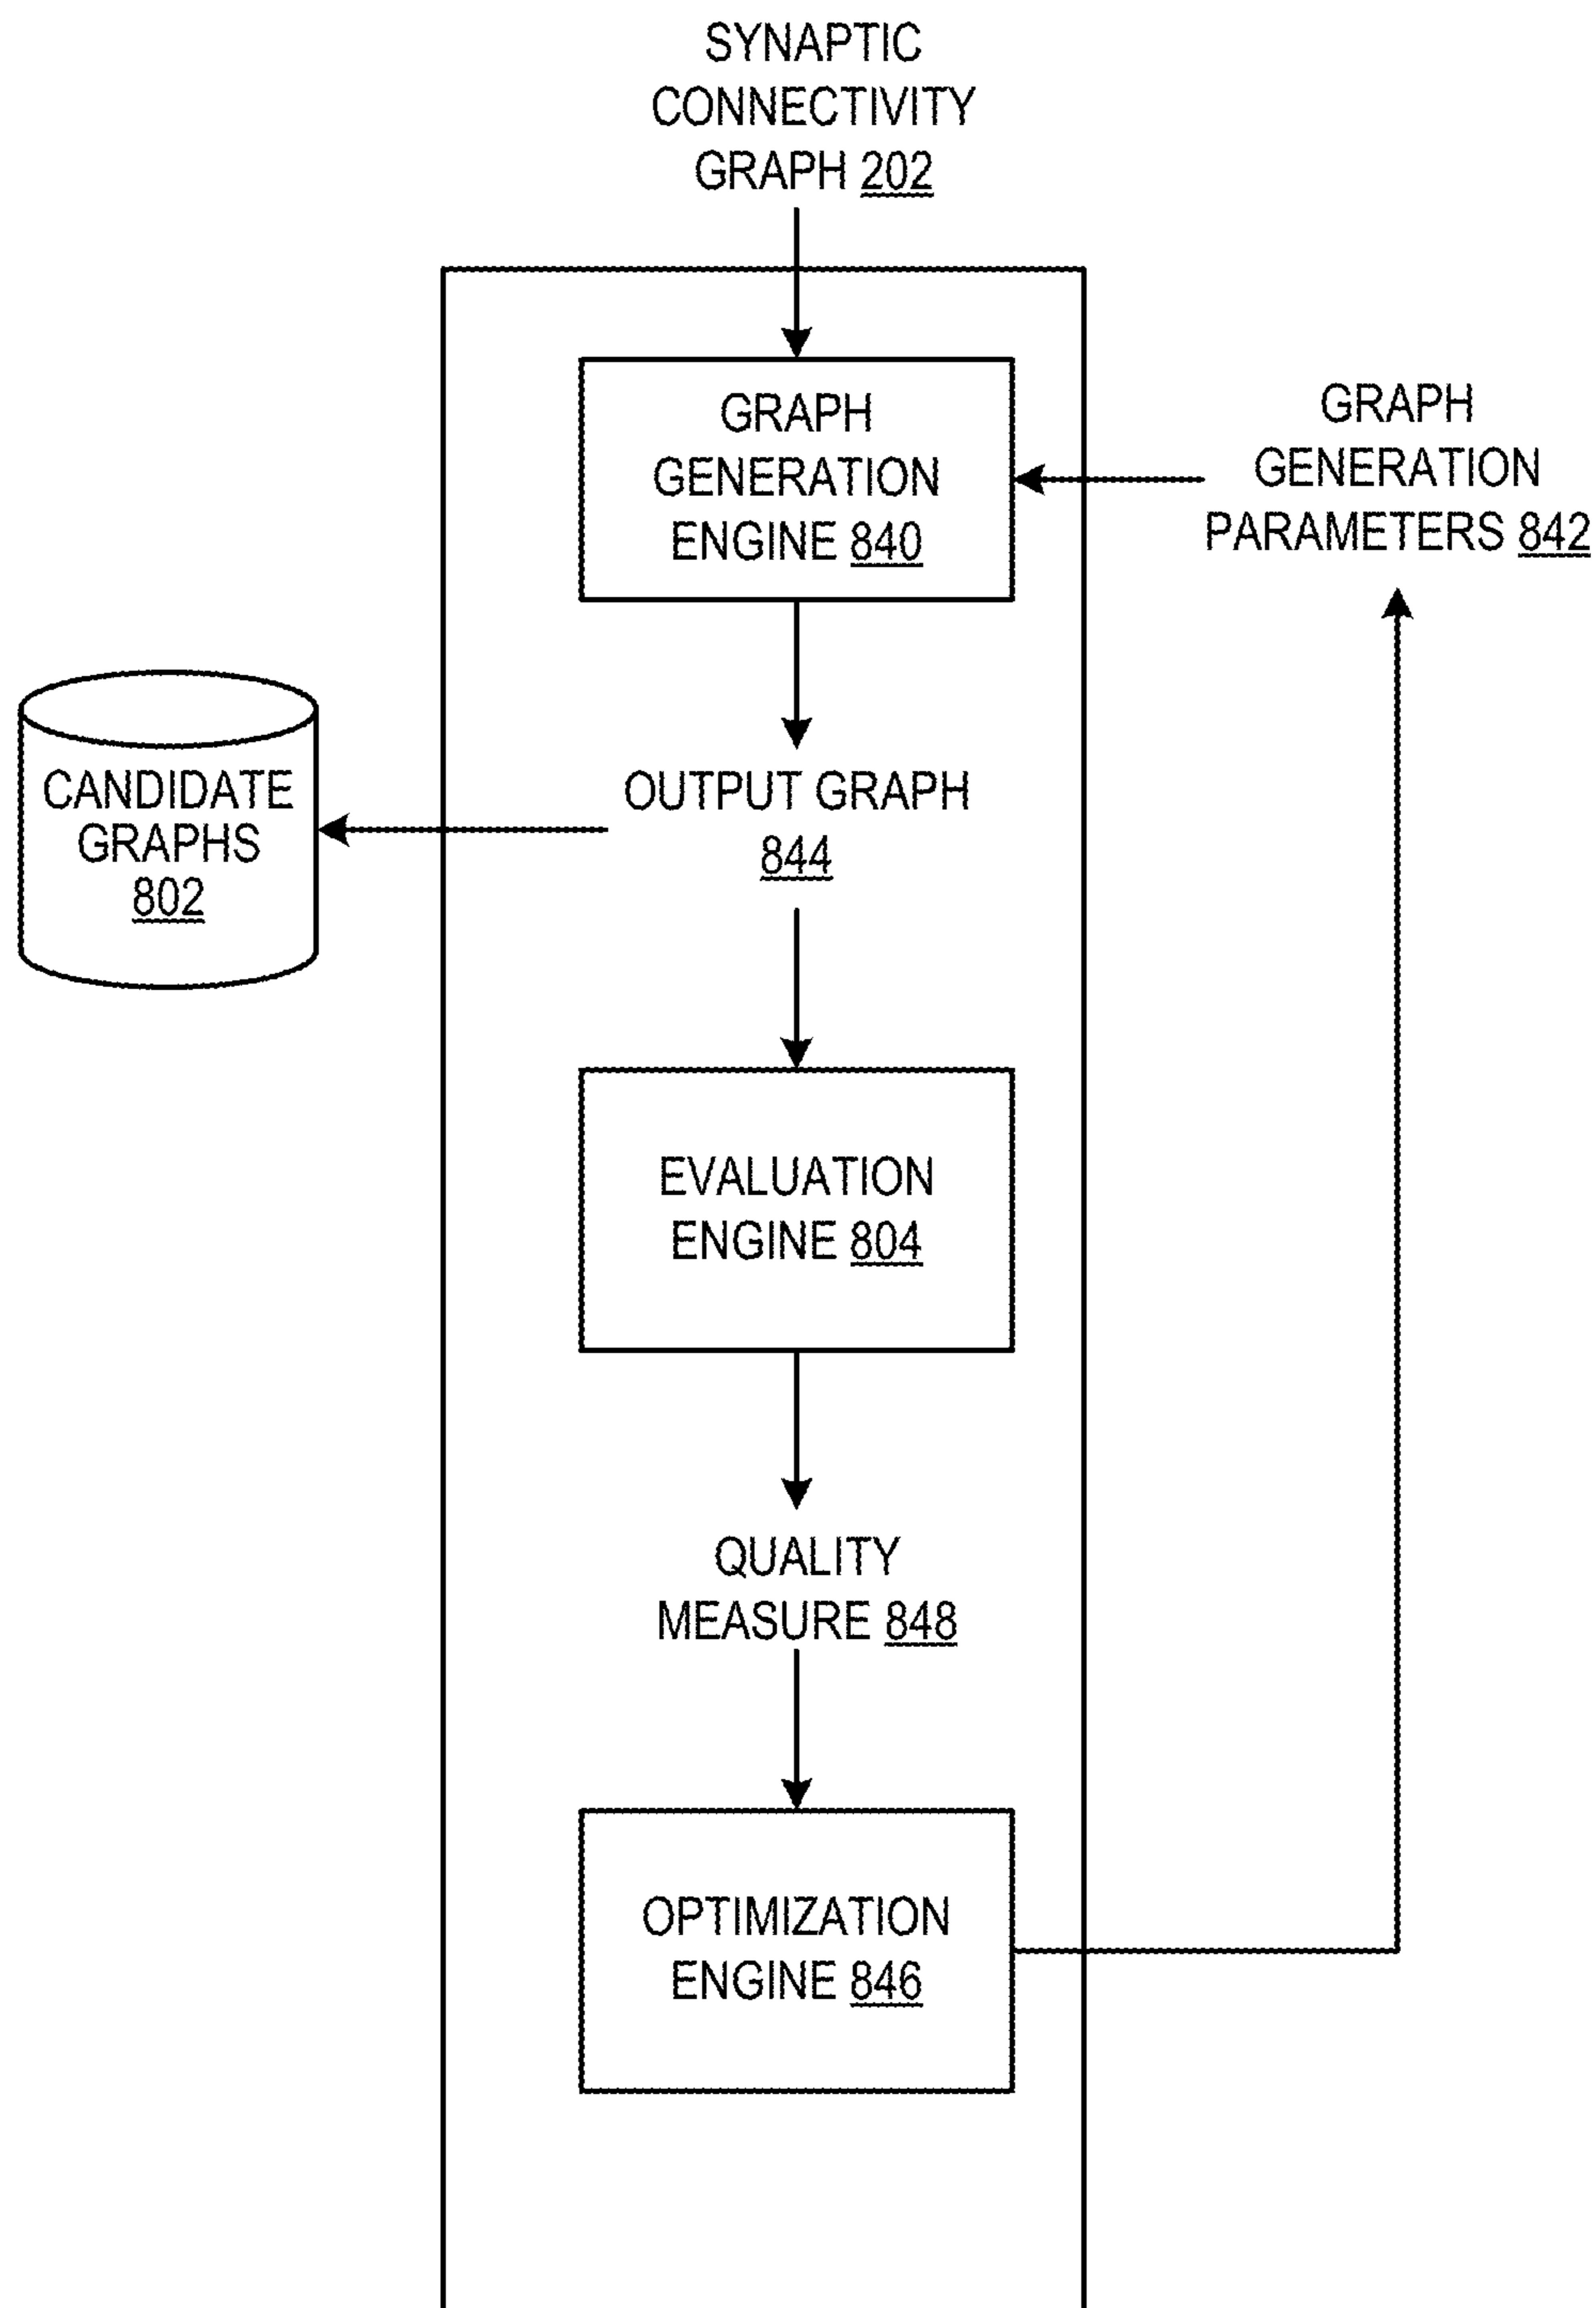 SYNAPTIC
CONNECTIVITY
GRAPH 202
GRAPH
GENERATION
ENGINE 840
GRAPH
GENERATION
PARAMETERS 842
CANDIDATE
GRAPHS
802
OUTPUT GRAPH
844
EVALUATION
ENGINE 804
QUALITY
MEASURE 848
OPTIMIZATION
ENGINE 846